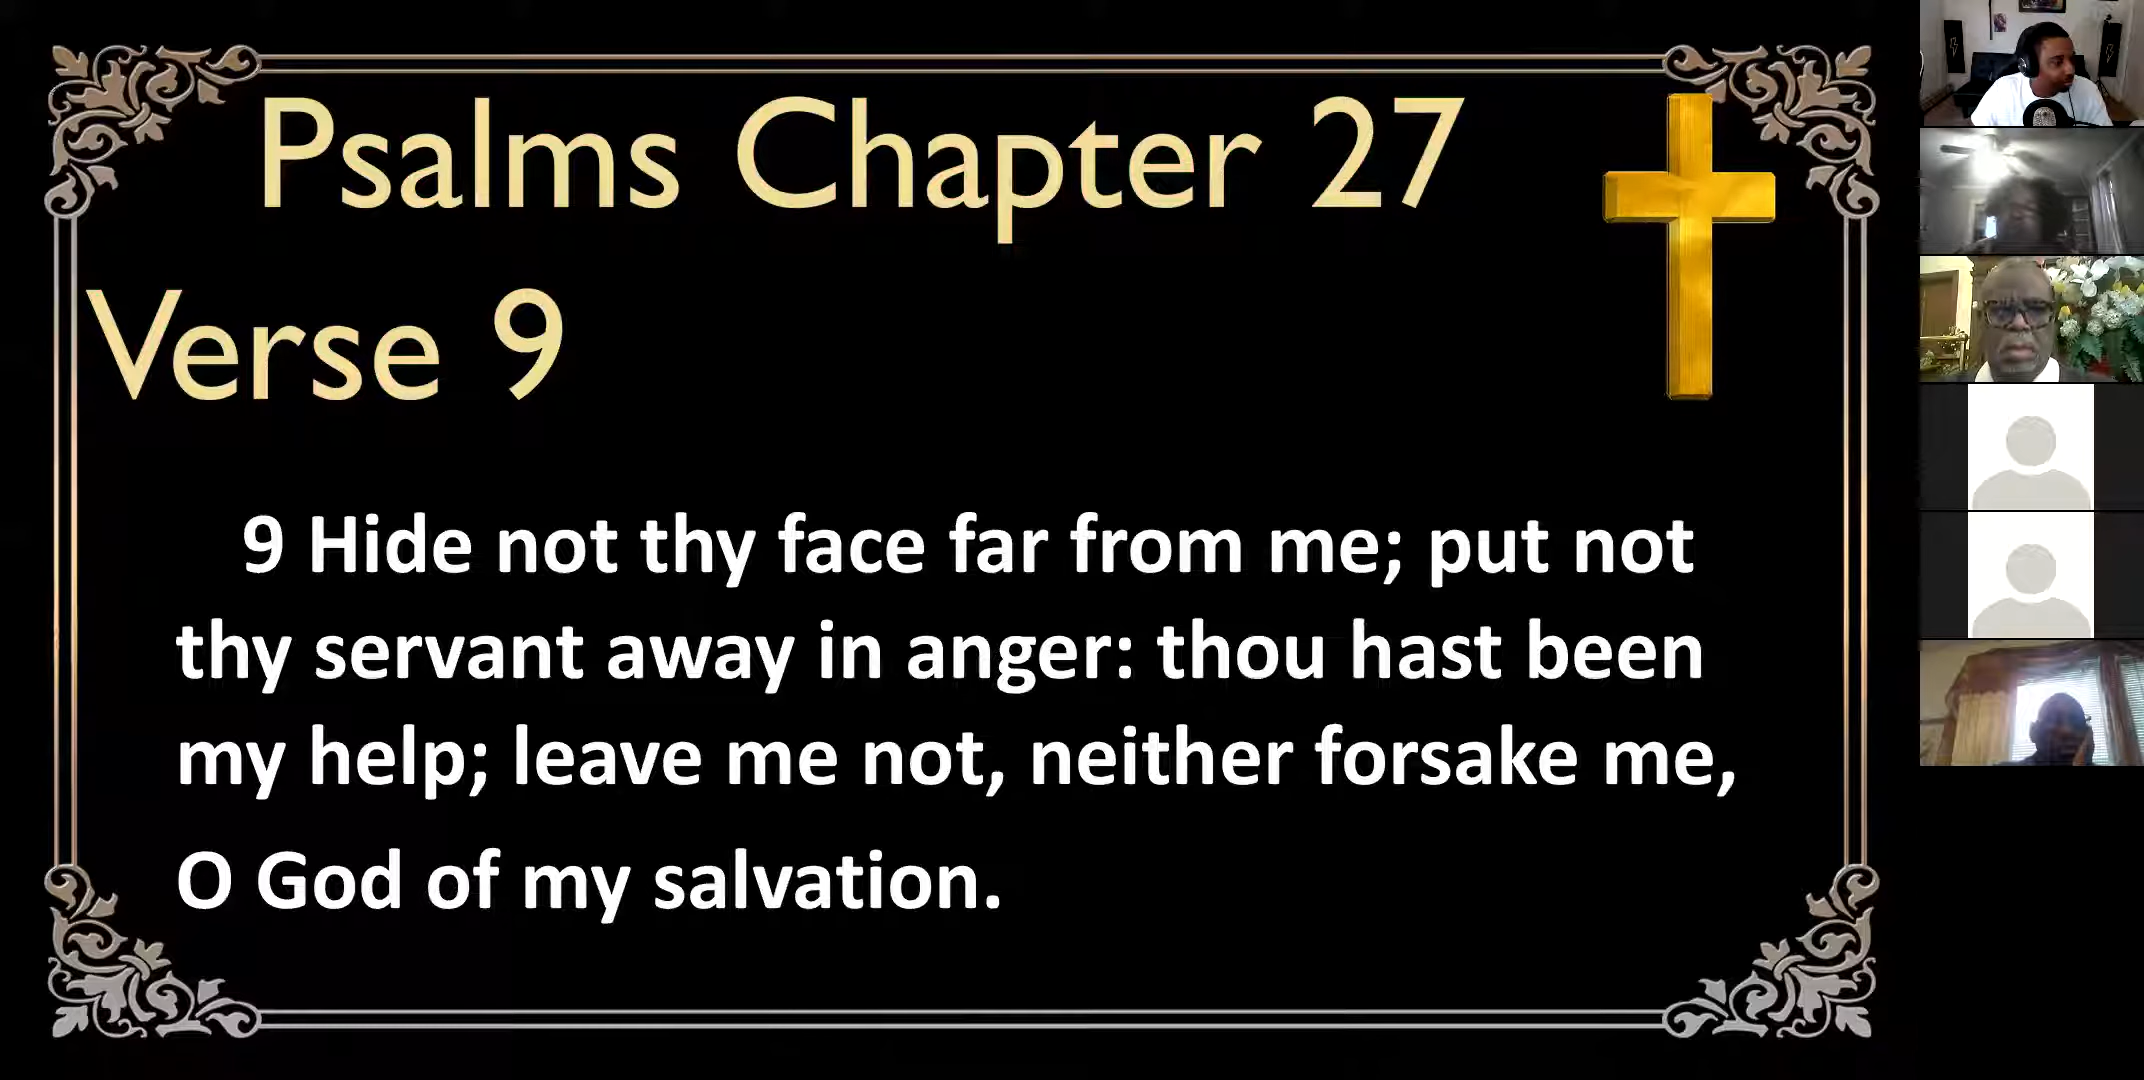 Psalms Chapter 27
Verse 9
9 Hide not thy face far from me; put not
thy servant away in anger: thou hast been
my help; leave me not, neither forsake me,
O God of my salvation.